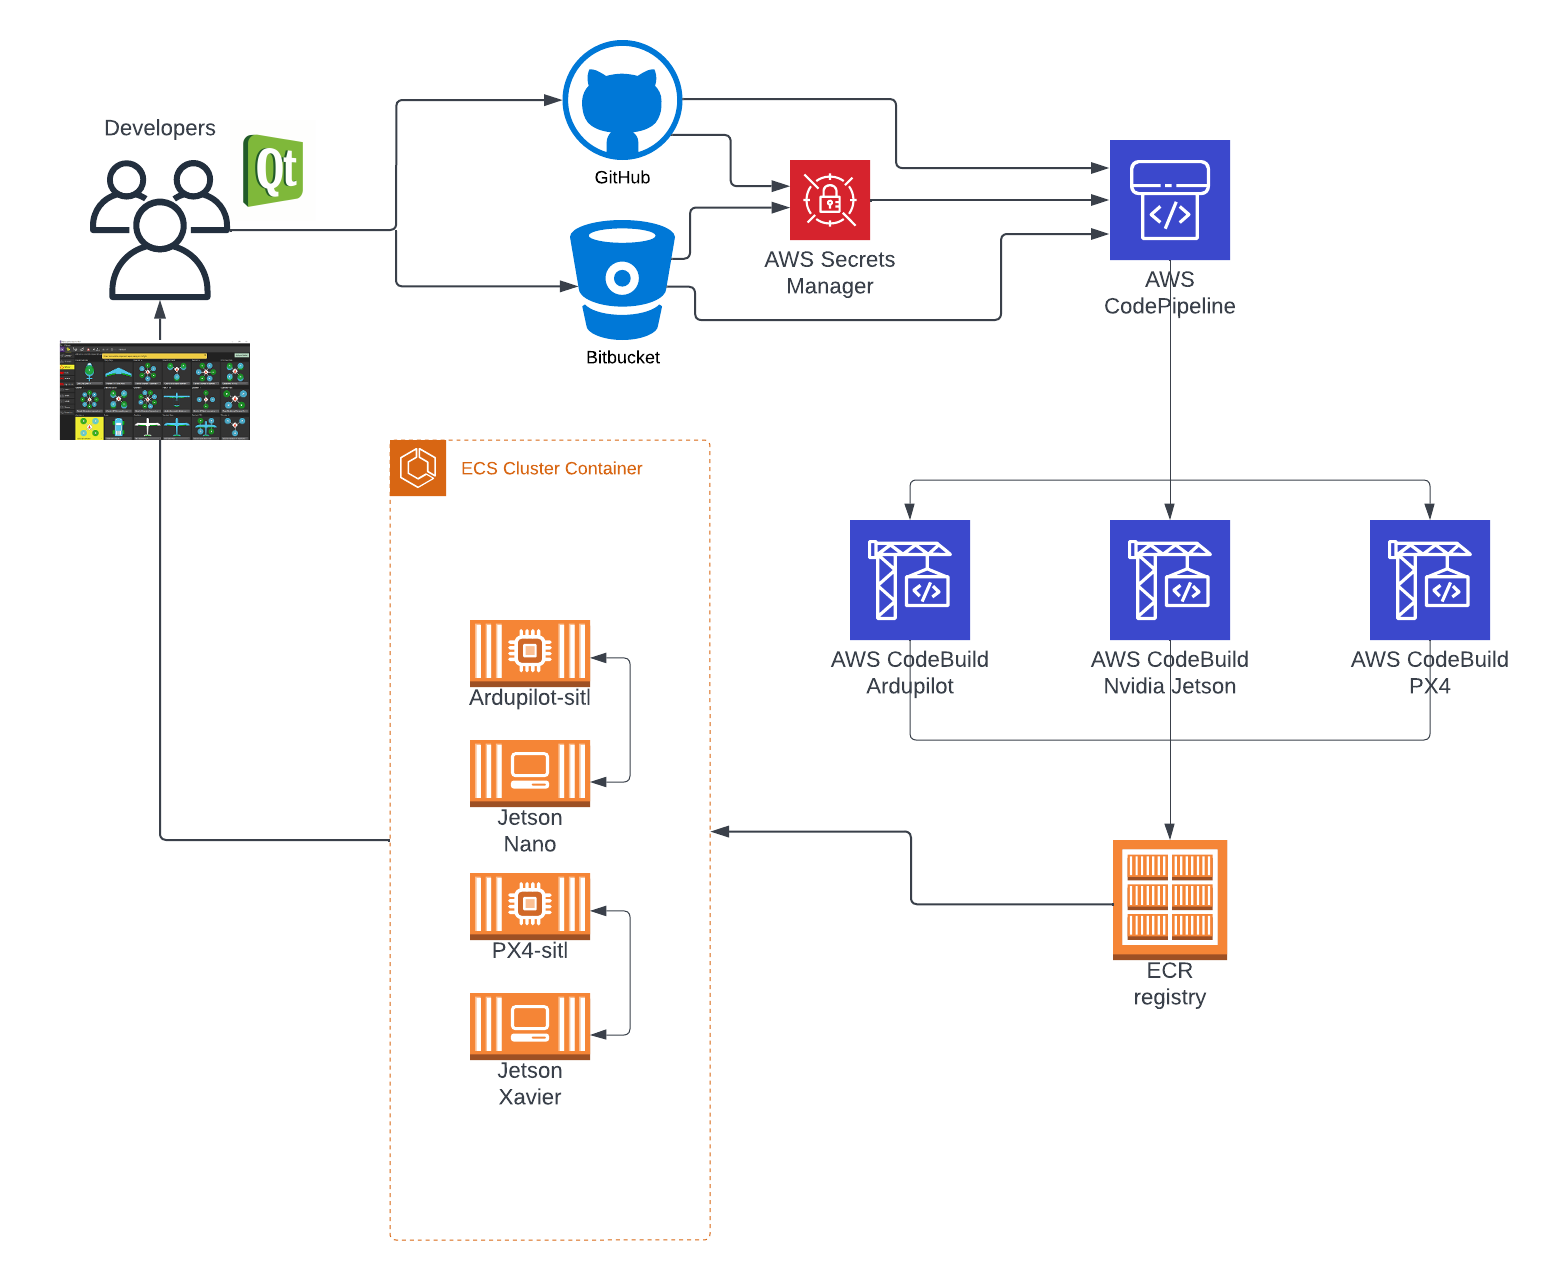 Developers
Qt
GitHub
Bitbucket
AWS Secrets
Manager
AWS
CodePipeline
ECS Cluster Container
Ardupilot-sitl
Jetson
Nano
PX4-sitl
Jetson
Xavier
AWS CodeBuild
Ardupilot
AWS CodeBuild
Nvidia Jetson
AWS CodeBuild
PX4
ECR
registry